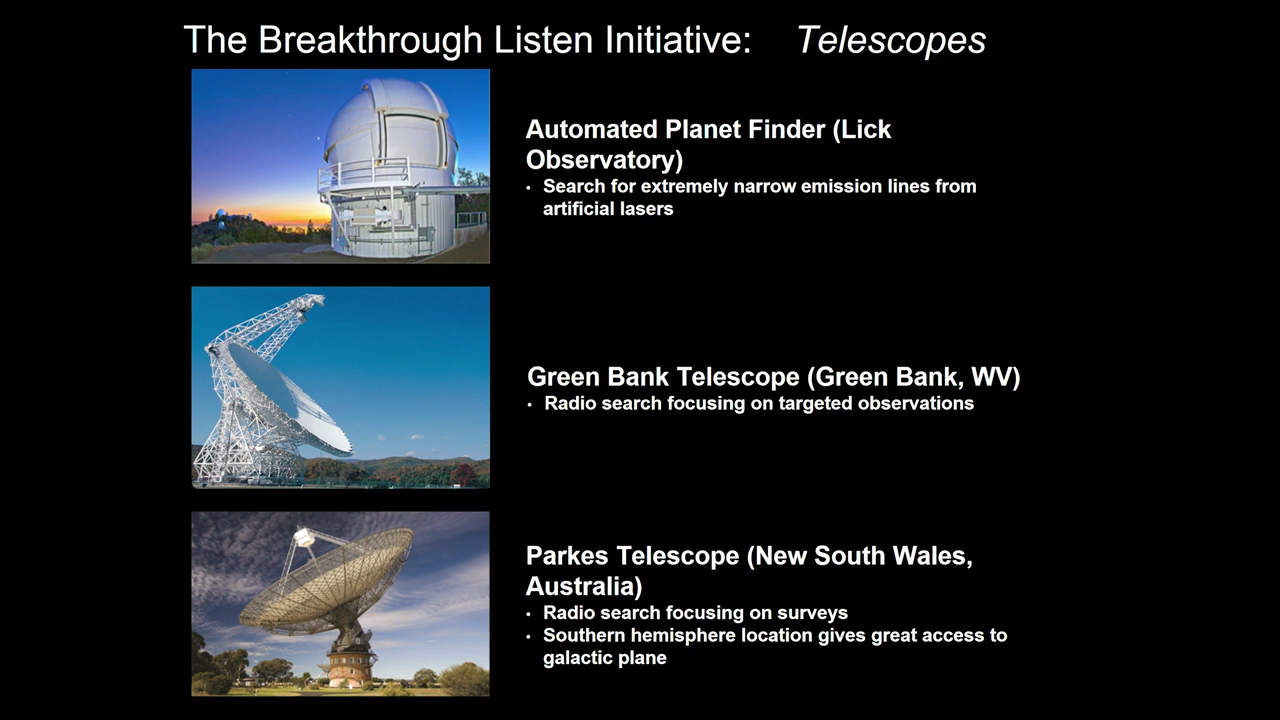 The Breakthrough Listen Initiative: Telescopes
Automated Planet Finder (Lick
Observatory)
• Search for extremely narrow emission lines from
artificial lasers
Green Bank Telescope (Green Bank, WV)
• Radio search focusing on targeted observations
Parkes Telescope (New South Wales,
Australia)
• Radio search focusing on surveys
• Southern hemisphere location gives great access to
galactic plane